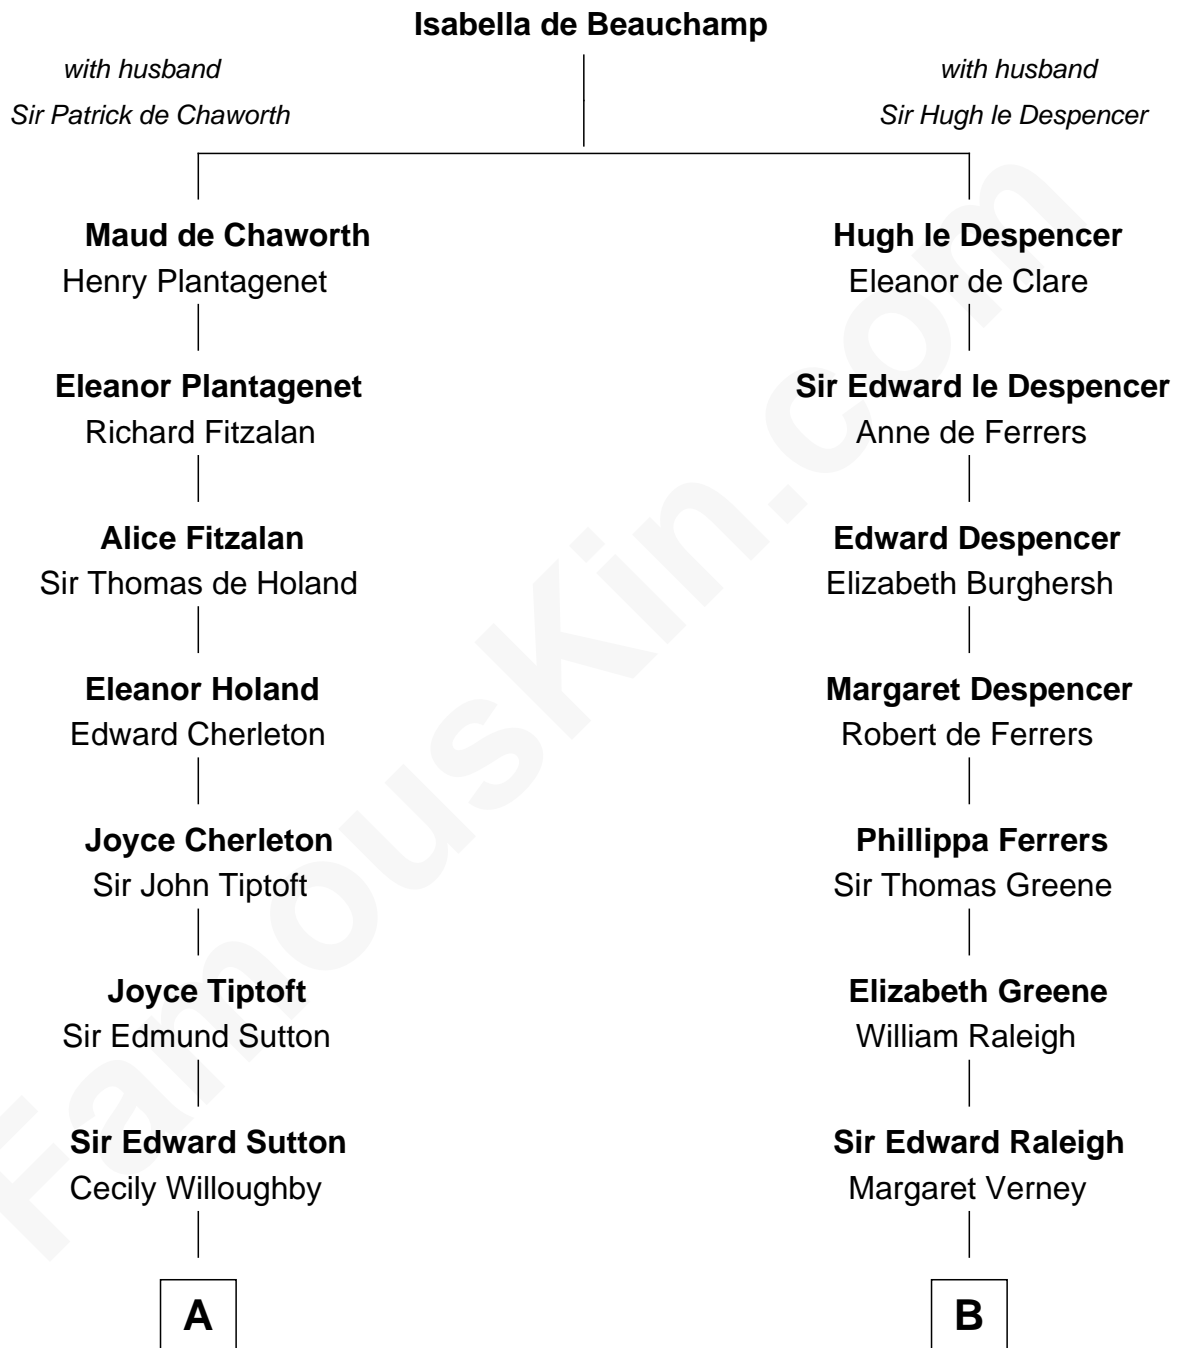 Isabella de Beauchamp
with husband
Sir Patrick de Chaworth
with husband
Sir Hugh le Despencer
Maud de Chaworth
Henry Plantagenet
Hugh le Despencer
Eleanor de Clare
Eleanor Plantagenet
Richard Fitzalan
Sir Edward le Despencer
Anne de Ferrers
Alice Fitzalan
Sir Thomas de Holand
Edward Despencer
Elizabeth Burghersh
Eleanor Holand
Edward Cherleton
Margaret Despencer
Robert de Ferrers
Joyce Cherleton
Sir John Tiptoft
Phillippa Ferrers
Sir Thomas Greene
Joyce Tiptoft
Sir Edmund Sutton
Elizabeth Greene
William Raleigh
Sir Edward Sutton
Cecily Willoughby
Sir Edward Raleigh
Margaret Verney
A
B
FamousKin.com